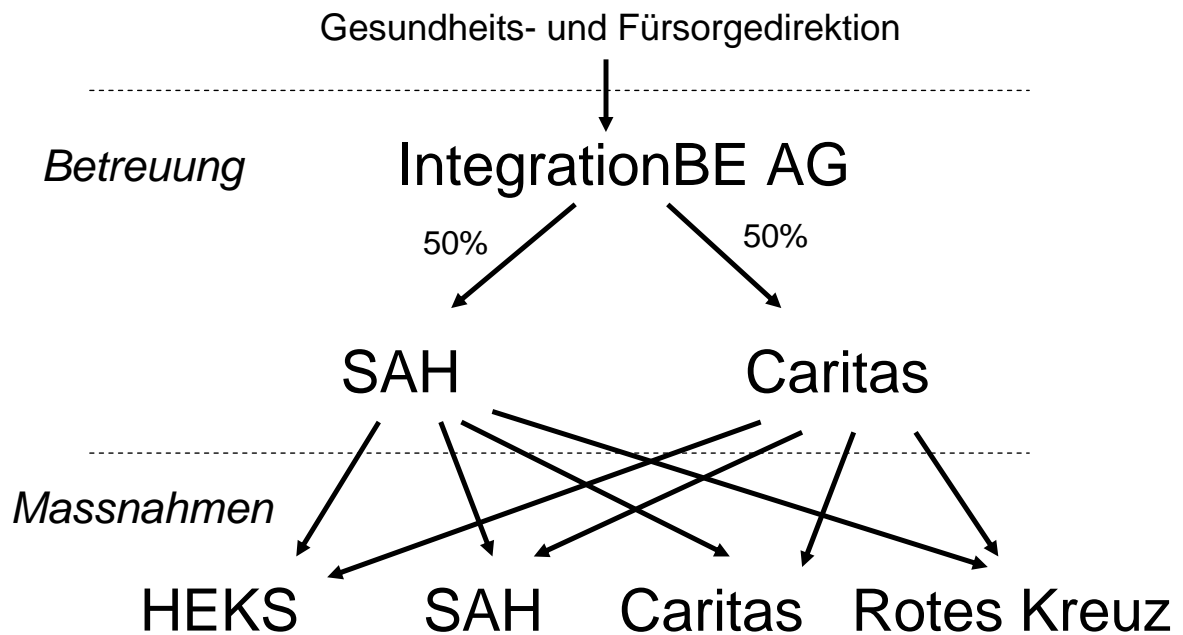 Gesundheits- und Fürsorgedirektion
Betreuung
IntegrationBE AG
50%
50%
SAH
Caritas
Massnahmen
HEKS
SAH
Caritas
Rotes Kreuz